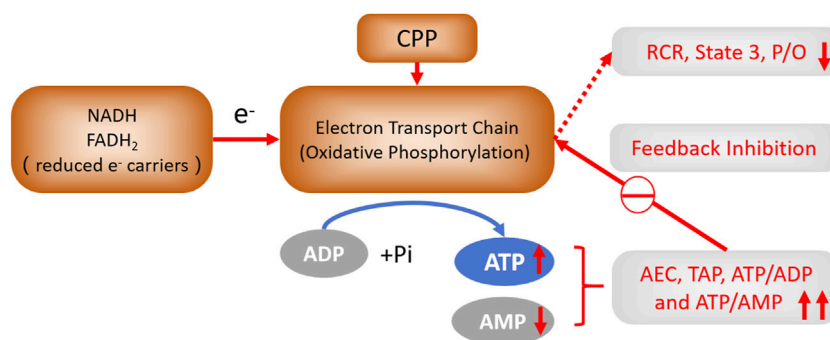 CPP
RCR, State 3, P/O
NADH
FADH₂
( reduced e⁻ carriers )
e⁻
Electron Transport Chain
(Oxidative Phosphorylation)
Feedback Inhibition
ADP
+Pi
ATP
AMP
AEC, TAP, ATP/ADP
and ATP/AMP